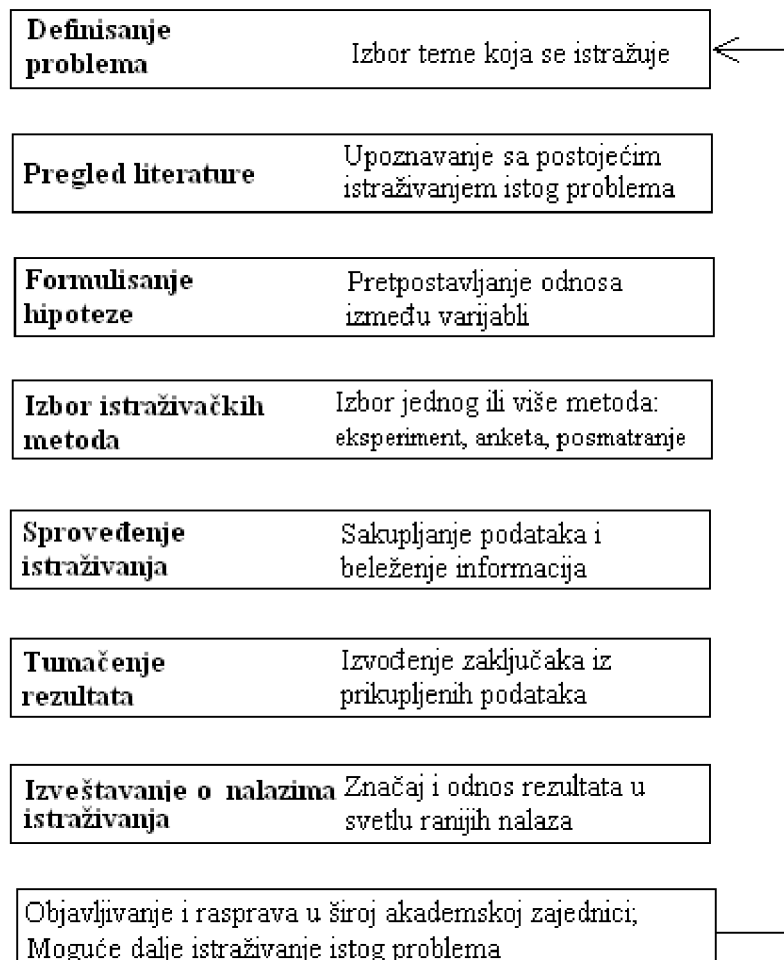 Definisanje
problema
Izbor teme koja se istražuje
Pregled literature
Upoznavanje sa postojećim
istraživanjem istog problema
Formulisanje
hipoteze
Pretpostavljanje odnosa
između varijabli
Izbor istraživačkih
metoda
Izbor jednog ili više metoda:
eksperiment, anketa, posmatranje
Sprovođenje
istraživanja
Sakupljanje podataka i
beleženje informacija
Tumačenje
rezultata
Izvođenje zaključaka iz
prikupljenih podataka
Izveštavanje o nalazima
istraživanja
Značaj i odnos rezultata u
svetlu ranijih nalaza
Objavljivanje i rasprava u široj akademskoj zajednici;
Moguće dalje istraživanje istog problema